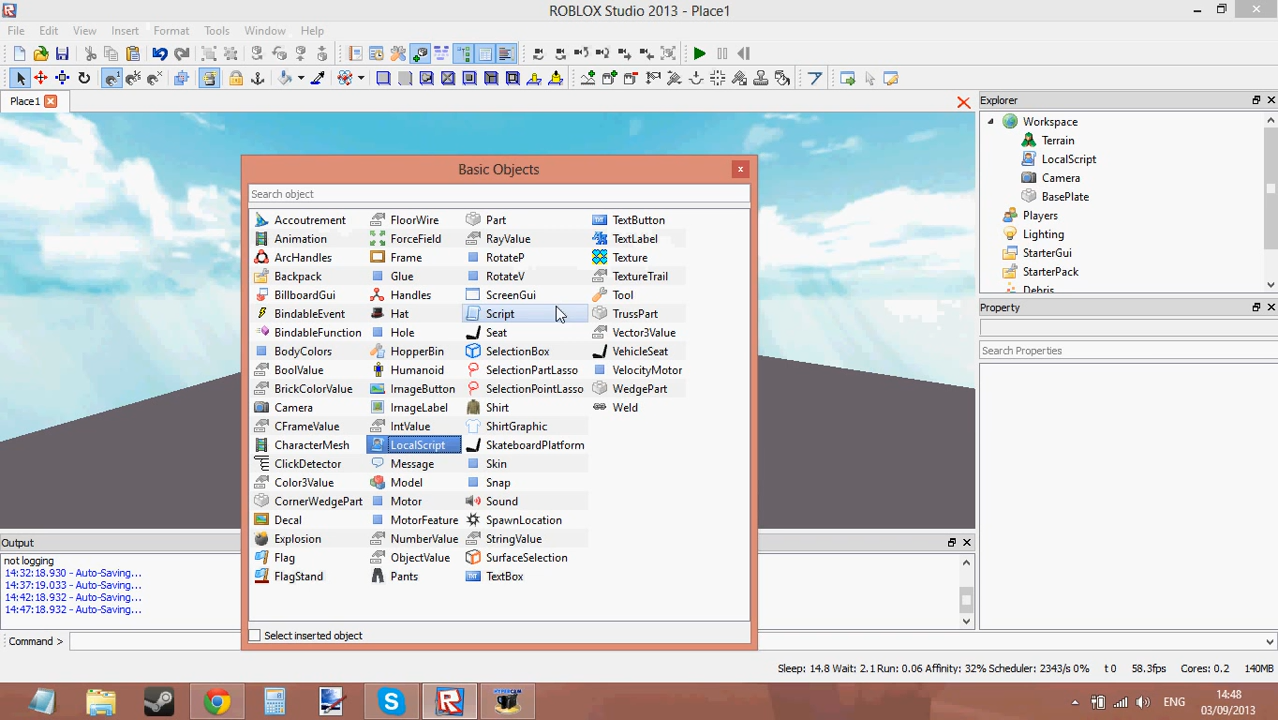 ROBLOX Studio 2013 - Place1
File Edit View Insert Format Tools Window Help
Place1
Explorer
Workspace
Terrain
LocalScript
Camera
BasePlate
Players
Lighting
StarterGui
StarterPack
Debris
Property
Search Properties
Basic Objects
Search object
Accoutrement
Animation
ArcHandles
Backpack
BillboardGui
BindableEvent
BindableFunction
BodyColors
BoolValue
BrickColorValue
Camera
CFrameValue
CharacterMesh
ClickDetector
Color3Value
CornerWedgePart
Decal
Explosion
Flag
FlagStand
FloorWire
ForceField
Frame
Glue
Handles
Hat
Hole
HopperBin
Humanoid
ImageButton
ImageLabel
IntValue
LocalScript
Message
Model
Motor
MotorFeature
NumberValue
ObjectValue
Pants
Part
RayValue
RotateP
RotateV
ScreenGui
Script
Seat
SelectionBox
SelectionPartLasso
SelectionPointLasso
Shirt
ShirtGraphic
SkateboardPlatform
Skin
Snap
Sound
SpawnLocation
StringValue
SurfaceSelection
TextBox
TextButton
TextLabel
Texture
TextureTrail
Tool
TrussPart
Vector3Value
VehicleSeat
VelocityMotor
WedgePart
Weld
Select inserted object
Output
not logging
14:32:18.930 - Auto-Saving...
14:37:19.033 - Auto-Saving...
14:42:18.932 - Auto-Saving...
14:47:18.932 - Auto-Saving...
Command >
Sleep: 14.8 Wait: 2.1 Run: 0.06 Affinity: 32% Scheduler: 2343/s 0% t 0 58.3fps Cores: 0.2 140MB
HYPERCAM
ENG
14:48
03/09/2013